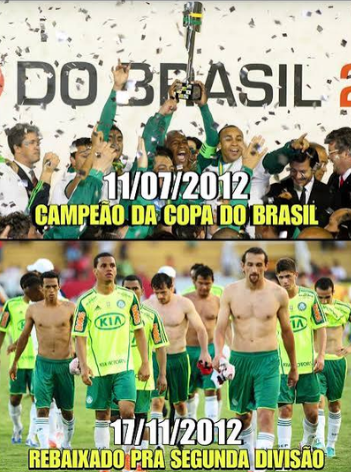 DO BRASIL 2
11/07/2012
CAMPEÃO DA COPA DO BRASIL
KIA
KIA
17/11/2012
REBAIXADO PRA SEGUNDA DIVISÃO